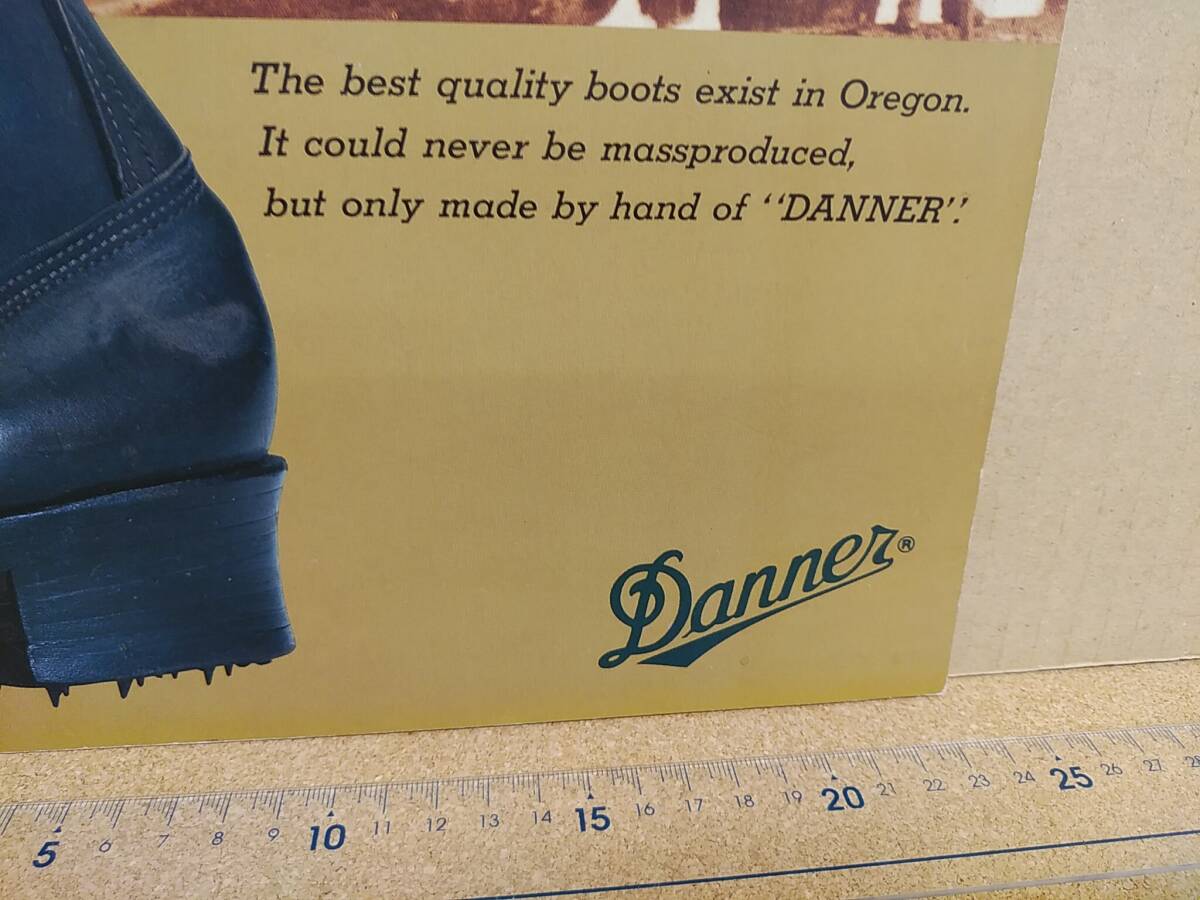 The best quality boots exist in Oregon.
It could never be massproduced,
but only made by hand of “DANNER”.
Danner®
5 6 7 8 9 10 11 12 13 14 15 16 17 18 19 20 21 22 23 24 25 26 27 28